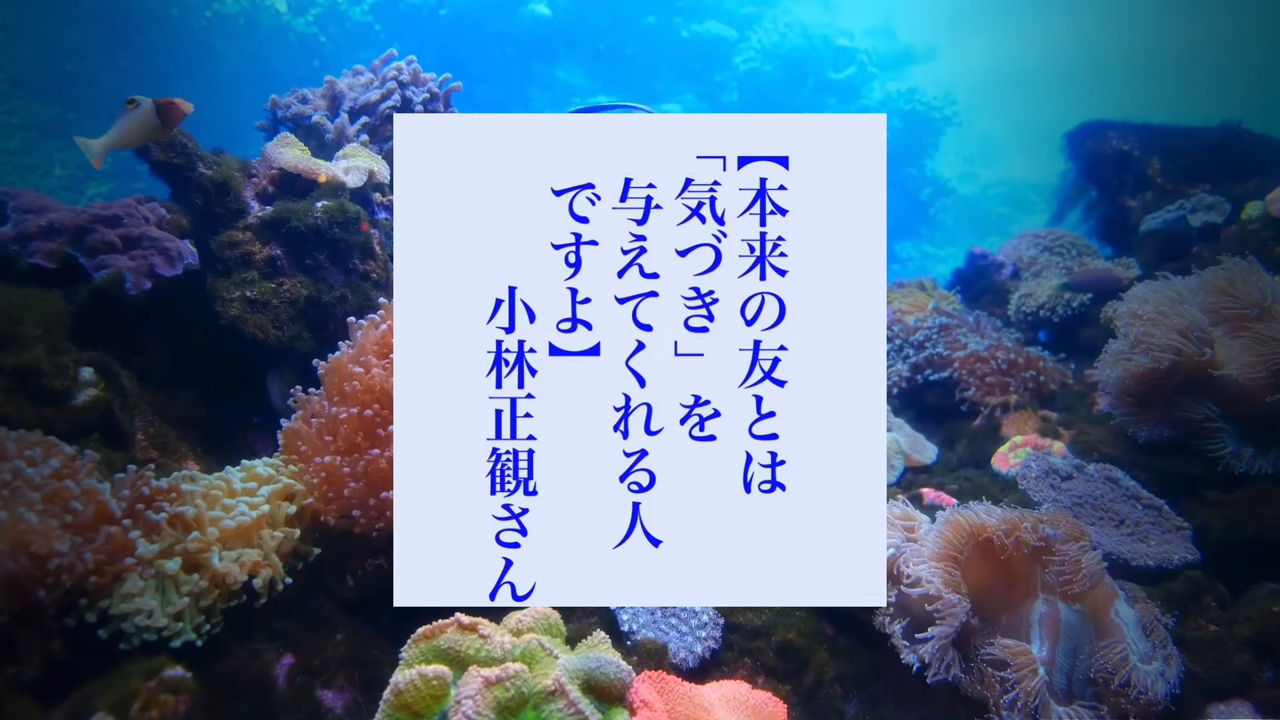 【本来の友とは
「気づき」を
与えてくれる人
ですよ】
小林正観さん